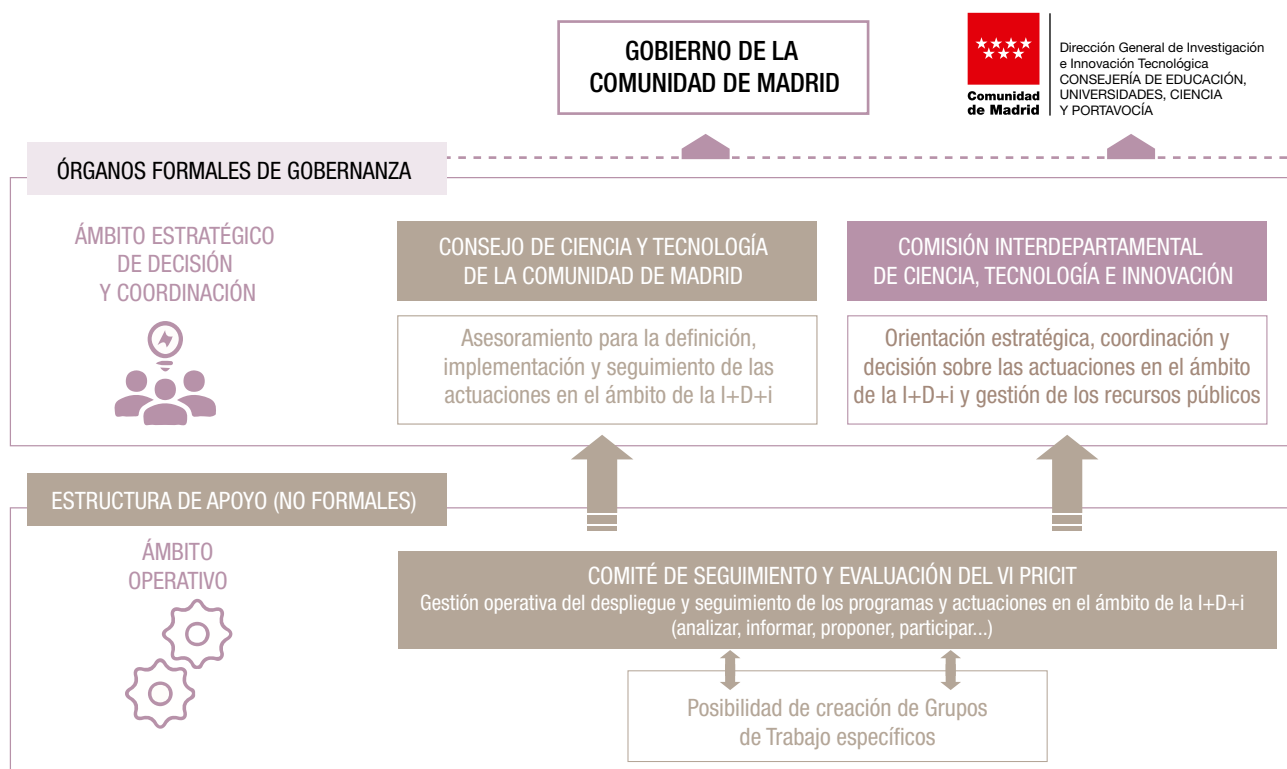 GOBIERNO DE LA
COMUNIDAD DE MADRID
Comunidad
de Madrid
Dirección General de Investigación
e Innovación Tecnológica
CONSEJERÍA DE EDUCACIÓN,
UNIVERSIDADES, CIENCIA
Y PORTAVOCÍA
ÓRGANOS FORMALES DE GOBERNANZA
ÁMBITO ESTRATÉGICO
DE DECISIÓN
Y COORDINACIÓN
CONSEJO DE CIENCIA Y TECNOLOGÍA
DE LA COMUNIDAD DE MADRID
Asesoramiento para la definición,
implementación y seguimiento de las
actuaciones en el ámbito de la I+D+i
COMISIÓN INTERDEPARTAMENTAL
DE CIENCIA, TECNOLOGÍA E INNOVACIÓN
Orientación estratégica, coordinación y
decisión sobre las actuaciones en el ámbito
de la I+D+i y gestión de los recursos públicos
ESTRUCTURA DE APOYO (NO FORMALES)
ÁMBITO
OPERATIVO
COMITÉ DE SEGUIMIENTO Y EVALUACIÓN DEL VI PRICIT
Gestión operativa del despliegue y seguimiento de los programas y actuaciones en el ámbito de la I+D+i
(analizar, informar, proponer, participar...)
Posibilidad de creación de Grupos
de Trabajo específicos